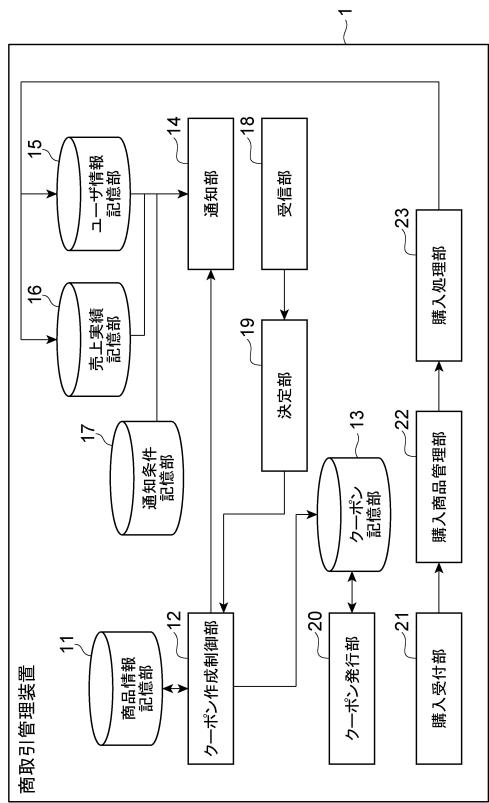 1
商取引管理装置
11
商品情報
記憶部
17
通知条件
記憶部
16
売上実績
記憶部
15
ユーザ情報
記憶部
12
クーポン作成制御部
14
通知部
19
決定部
18
受信部
20
クーポン発行部
13
クーポン
記憶部
21
購入受付部
22
購入商品管理部
23
購入処理部